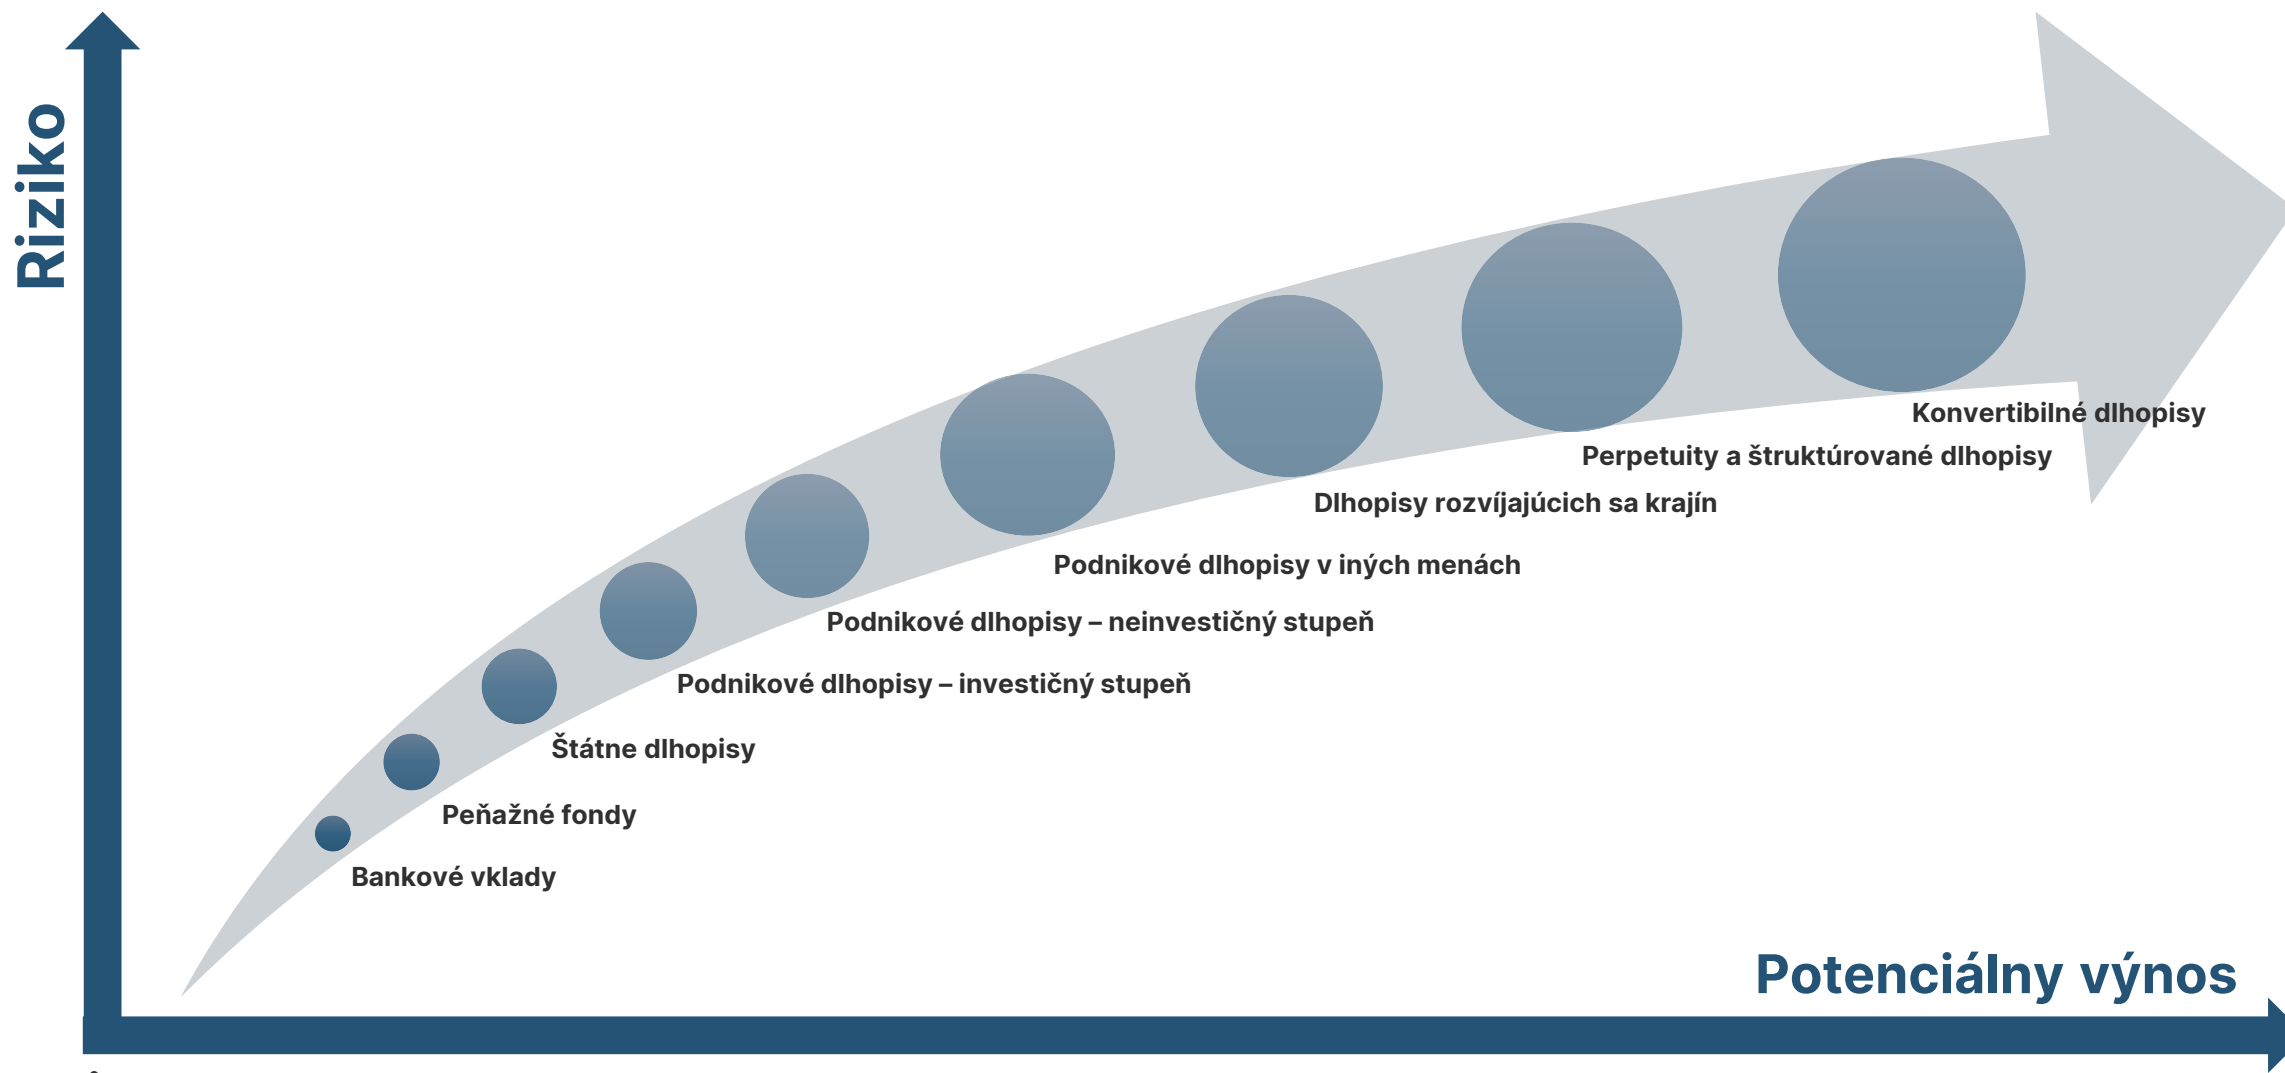 Riziko
Konvertibilné dlhopisy
Perpetuity a štruktúrované dlhopisy
Dlhopisy rozvíjajúcich sa krajín
Podnikové dlhopisy v iných menách
Podnikové dlhopisy – neinvestičný stupeň
Podnikové dlhopisy – investičný stupeň
Štátne dlhopisy
Peňažné fondy
Bankové vklady
Potenciálny výnos